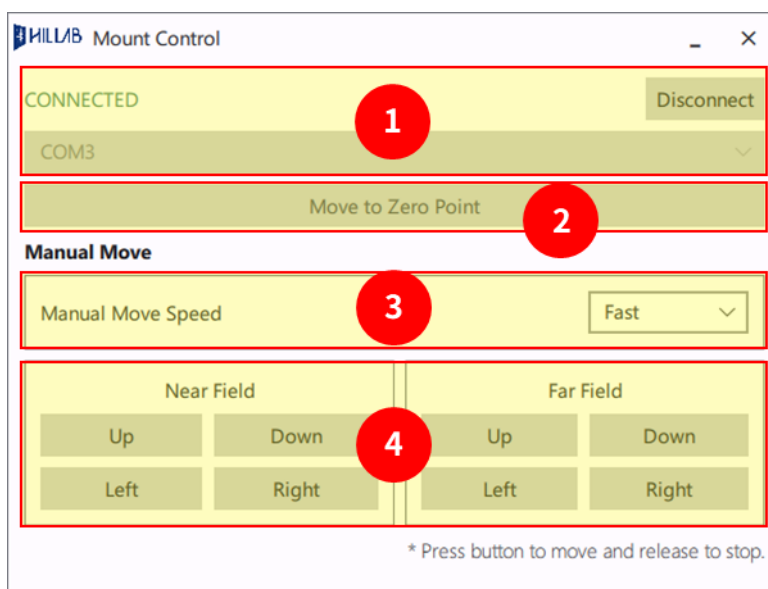 HILLAB Mount Control
CONNECTED
Disconnect
1
COM3
Move to Zero Point
2
Manual Move
Manual Move Speed
3
Fast
Near Field
Far Field
Up Down Up Down
4
Left Right Left Right
* Press button to move and release to stop.